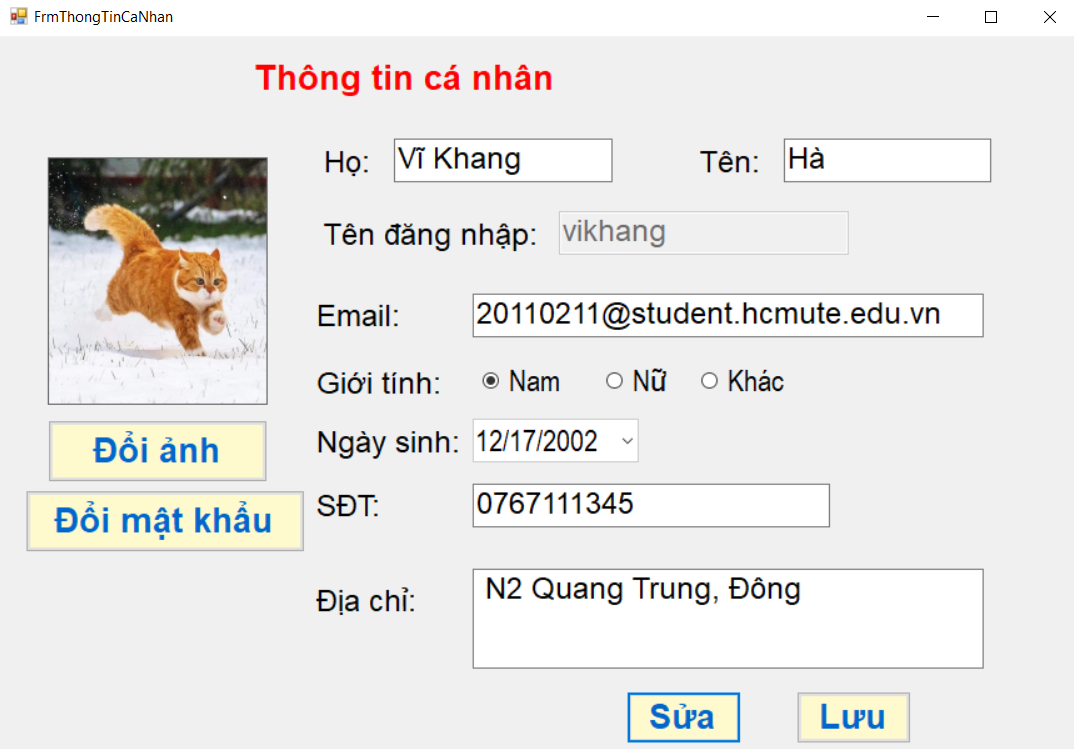 FrmThongTinCaNhan
Thông tin cá nhân
Họ: Vĩ Khang Tên: Hà
Tên đăng nhập: vikhang
Email: 20110211@student.hcmute.edu.vn
Giới tính: Nam Nữ Khác
Đổi ảnh
Ngày sinh: 12/17/2002
SĐT: 0767111345
Đổi mật khẩu
Địa chỉ: N2 Quang Trung, Đông
Sửa Lưu